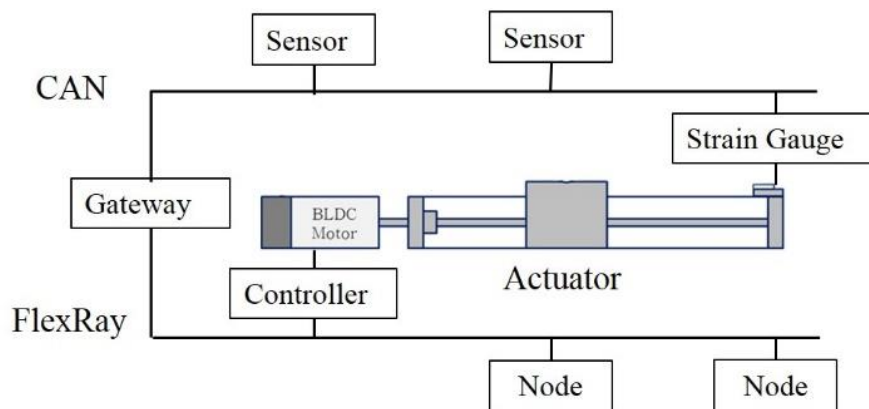 Sensor
Sensor
CAN
Strain Gauge
Gateway
BLDC
Motor
Controller
Actuator
FlexRay
Node
Node